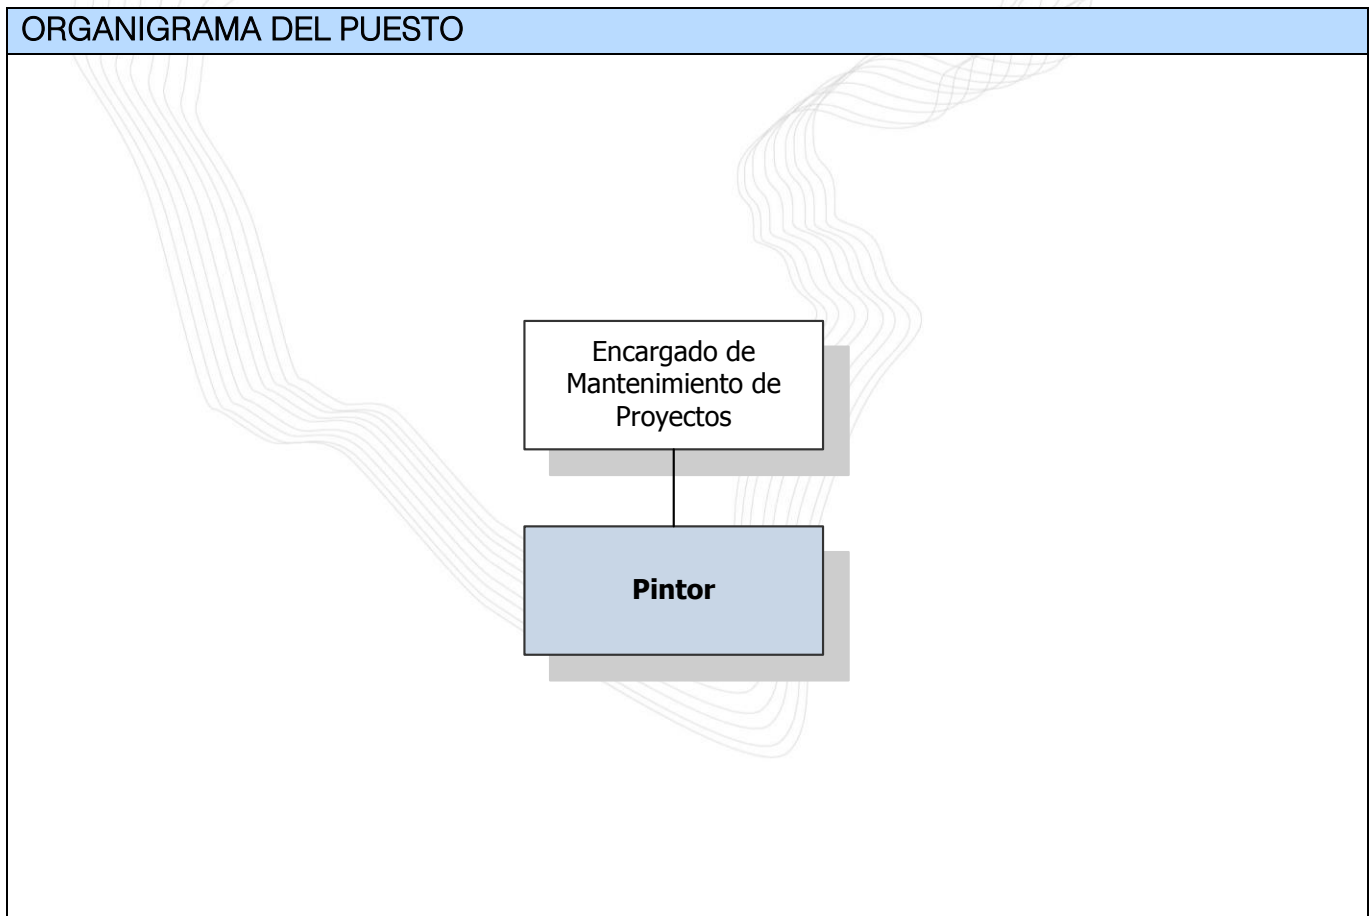 ORGANIGRAMA DEL PUESTO
Encargado de
Mantenimiento de
Proyectos
Pintor